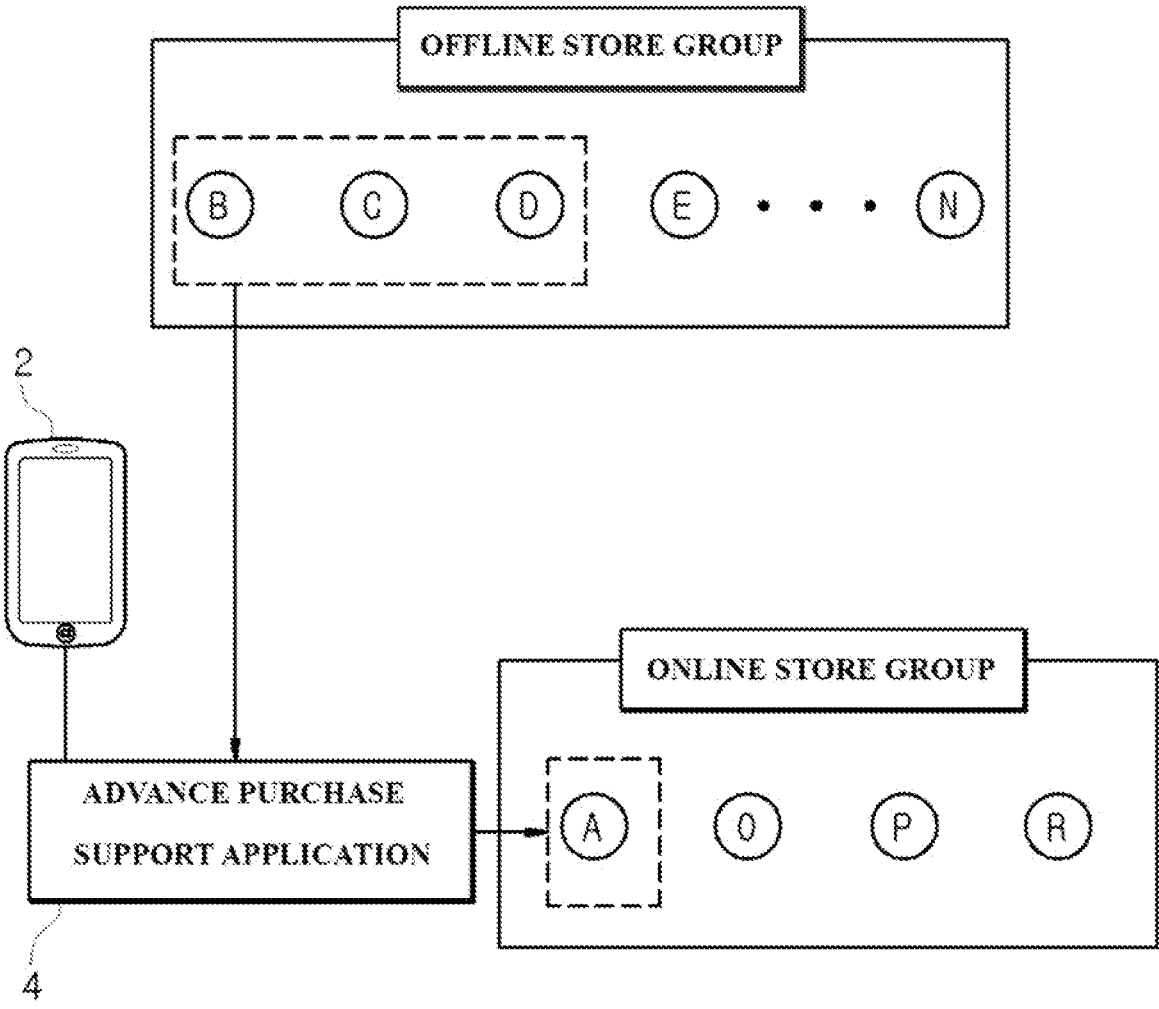 OFFLINE STORE GROUP
B C D E • • • N
2
@
ONLINE STORE GROUP
ADVANCE PURCHASE
SUPPORT APPLICATION
A O P R
4